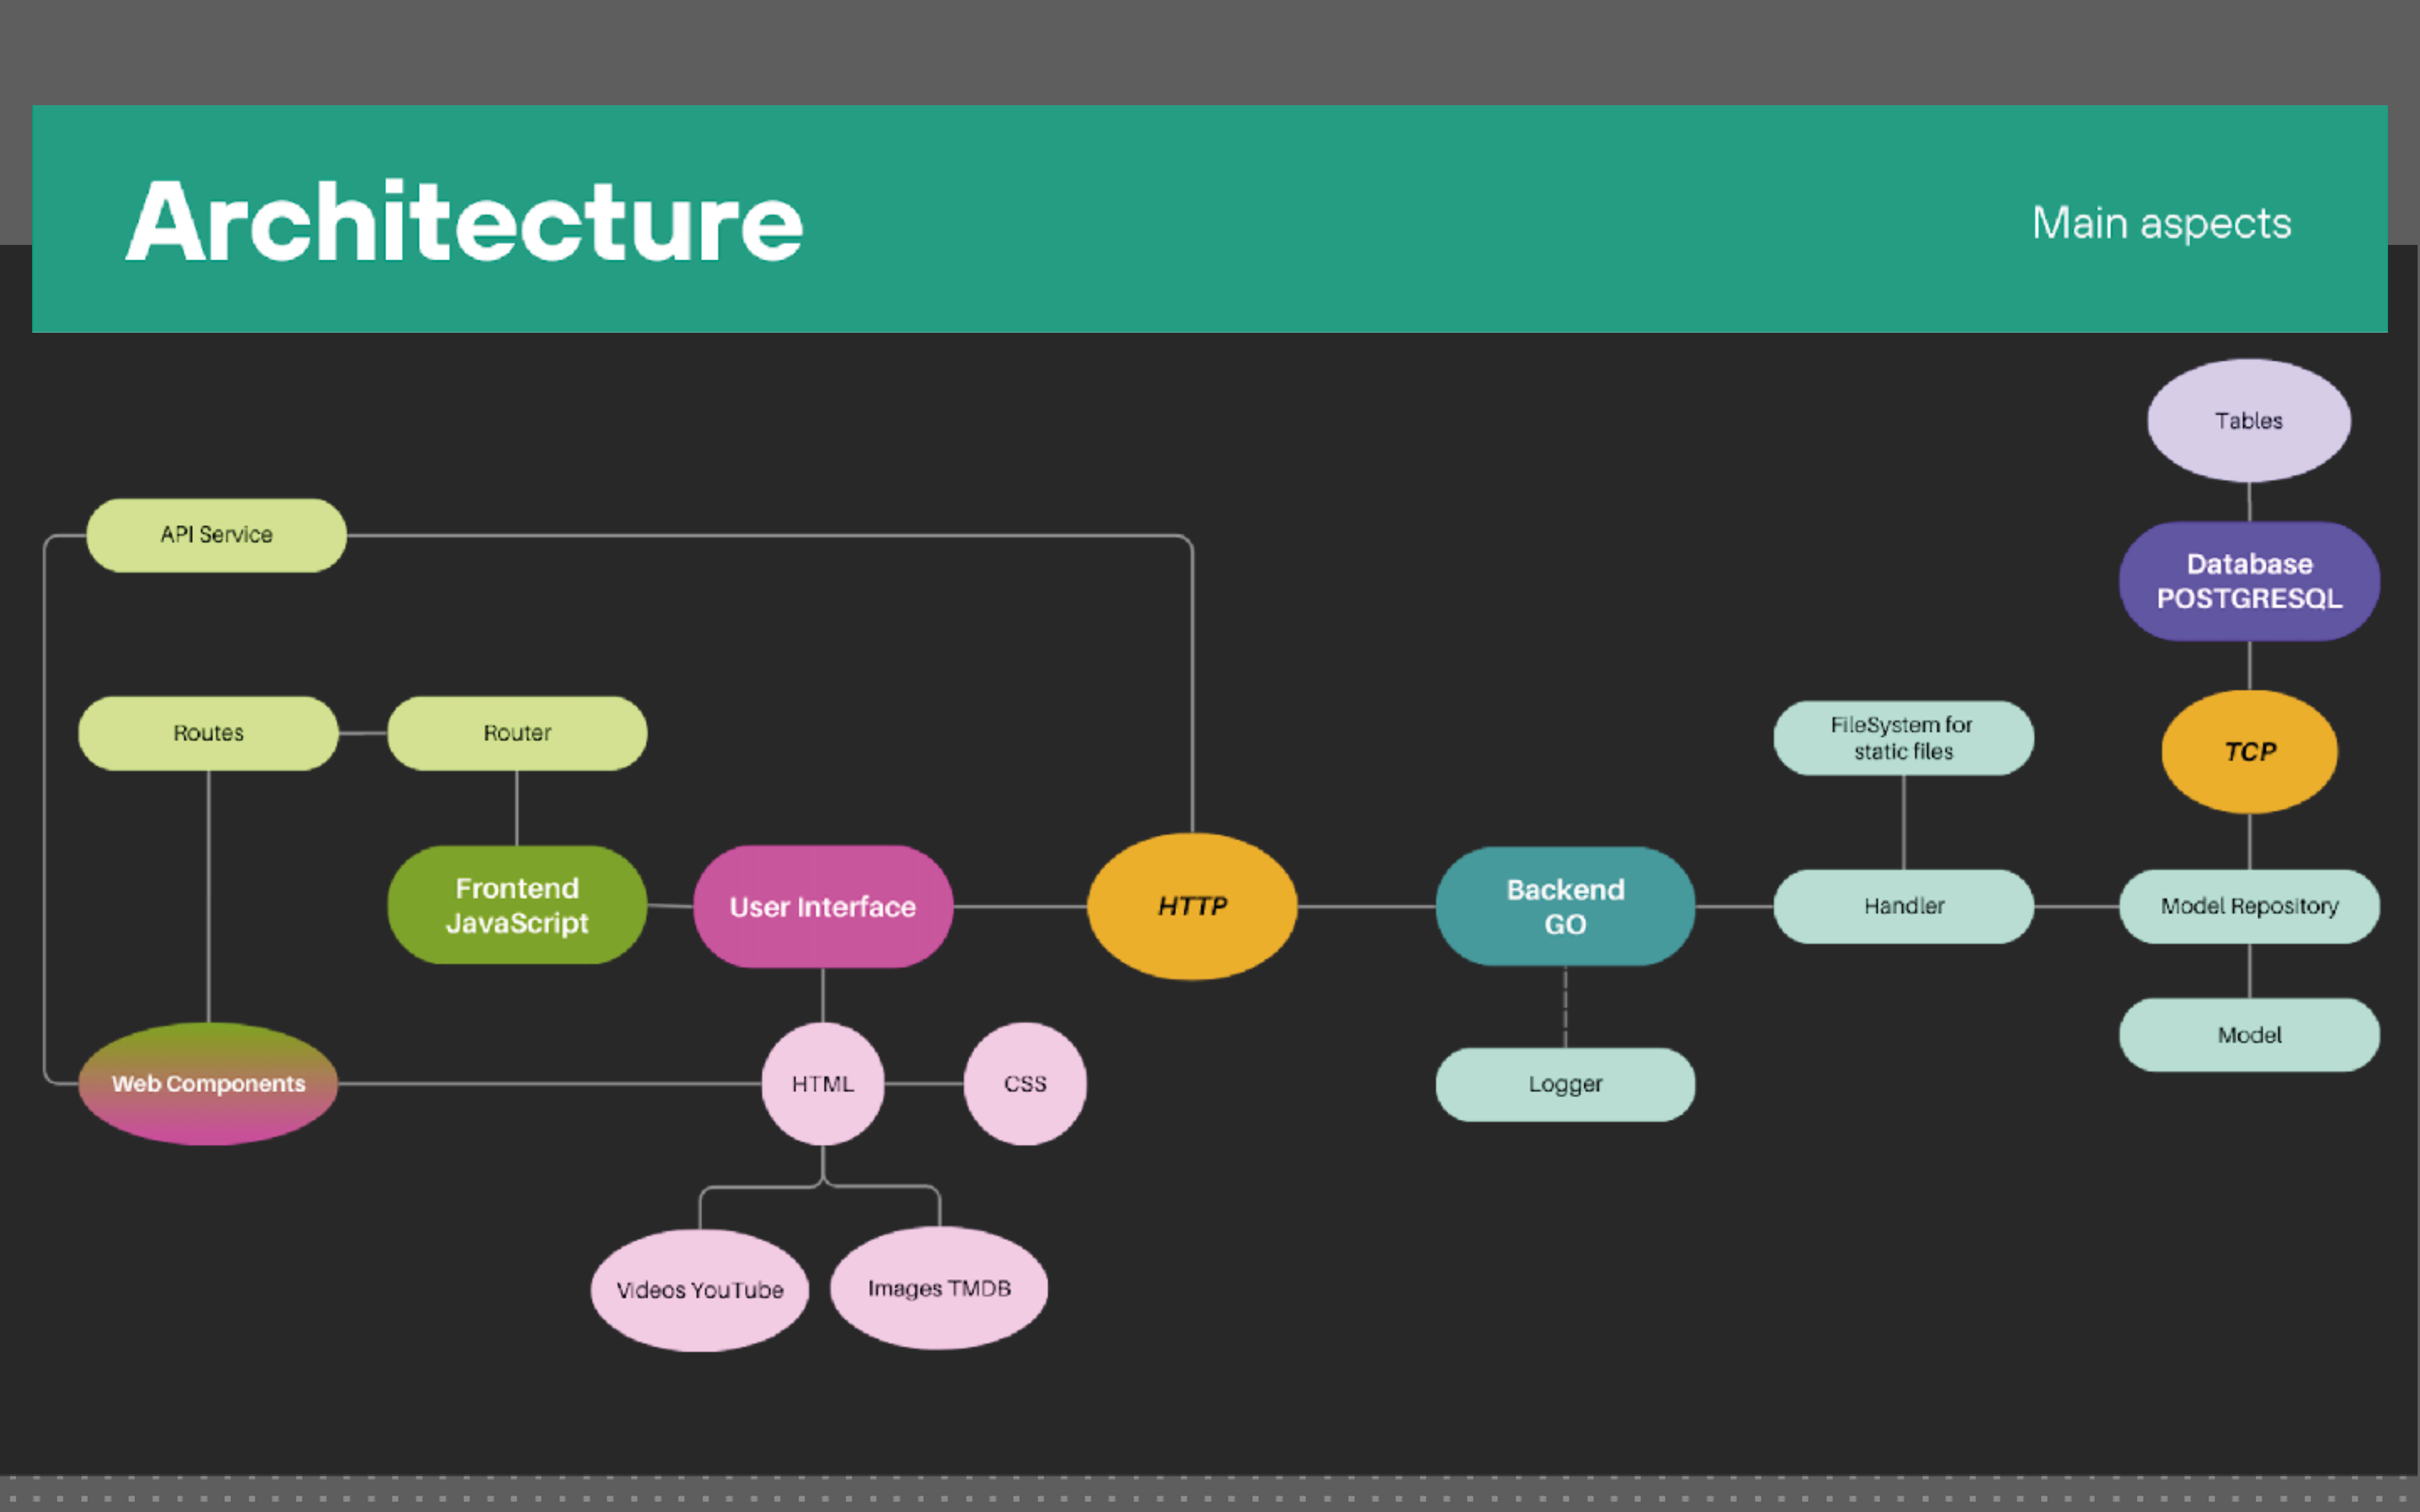 Architecture
Main aspects
Tables
API Service
Database
POSTGRESQL
Routes
Router
FileSystem for
static files
TCP
Frontend
JavaScript
User Interface
HTTP
Backend
GO
Handler
Model Repository
Model
Web Components
HTML
CSS
Logger
Videos YouTube
Images TMDB